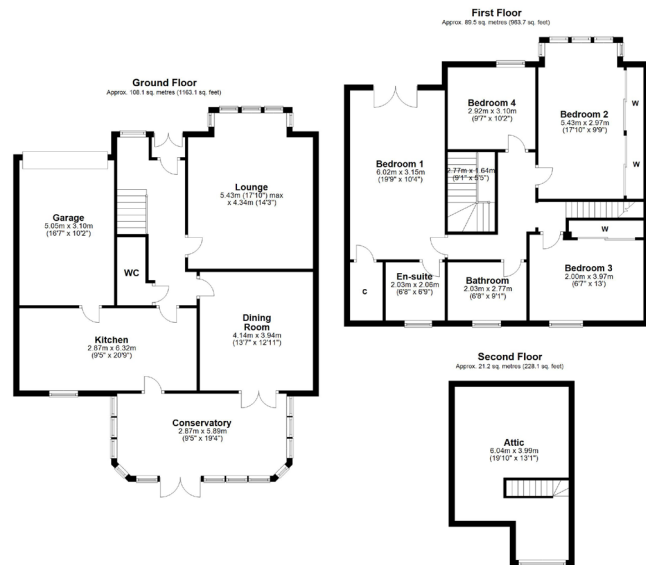 Ground Floor
Approx. 108.1 sq. metres (1163.1 sq. feet)
Lounge
5.43m (17'10") max
x 4.34m (14'3")
Garage
5.05m x 3.10m
(16'7" x 10'2")
WC
Dining
Room
4.14m x 3.94m
(13'7" x 12'11")
Kitchen
2.87m x 6.32m
(9'5" x 20'9")
Conservatory
2.87m x 5.89m
(9'5" x 19'4")
First Floor
Approx. 89.5 sq. metres (963.7 sq. feet)
Bedroom 4
2.92m x 3.10m
(9'7" x 10'2")
Bedroom 2
5.43m x 2.97m
(17'10" x 9'9")
W
W
Bedroom 1
6.02m x 3.15m
(19'9" x 10'4")
2.77m x 1.64m
(9'1" x 5'5")
W
Bedroom 3
2.00m x 3.97m
(6'7" x 13')
En-suite
2.03m x 2.06m
(6'8" x 6'9")
Bathroom
2.03m x 2.77m
(6'8" x 9'1")
C
Second Floor
Approx. 21.2 sq. metres (228.1 sq. feet)
Attic
6.04m x 3.99m
(19'10" x 13'1")